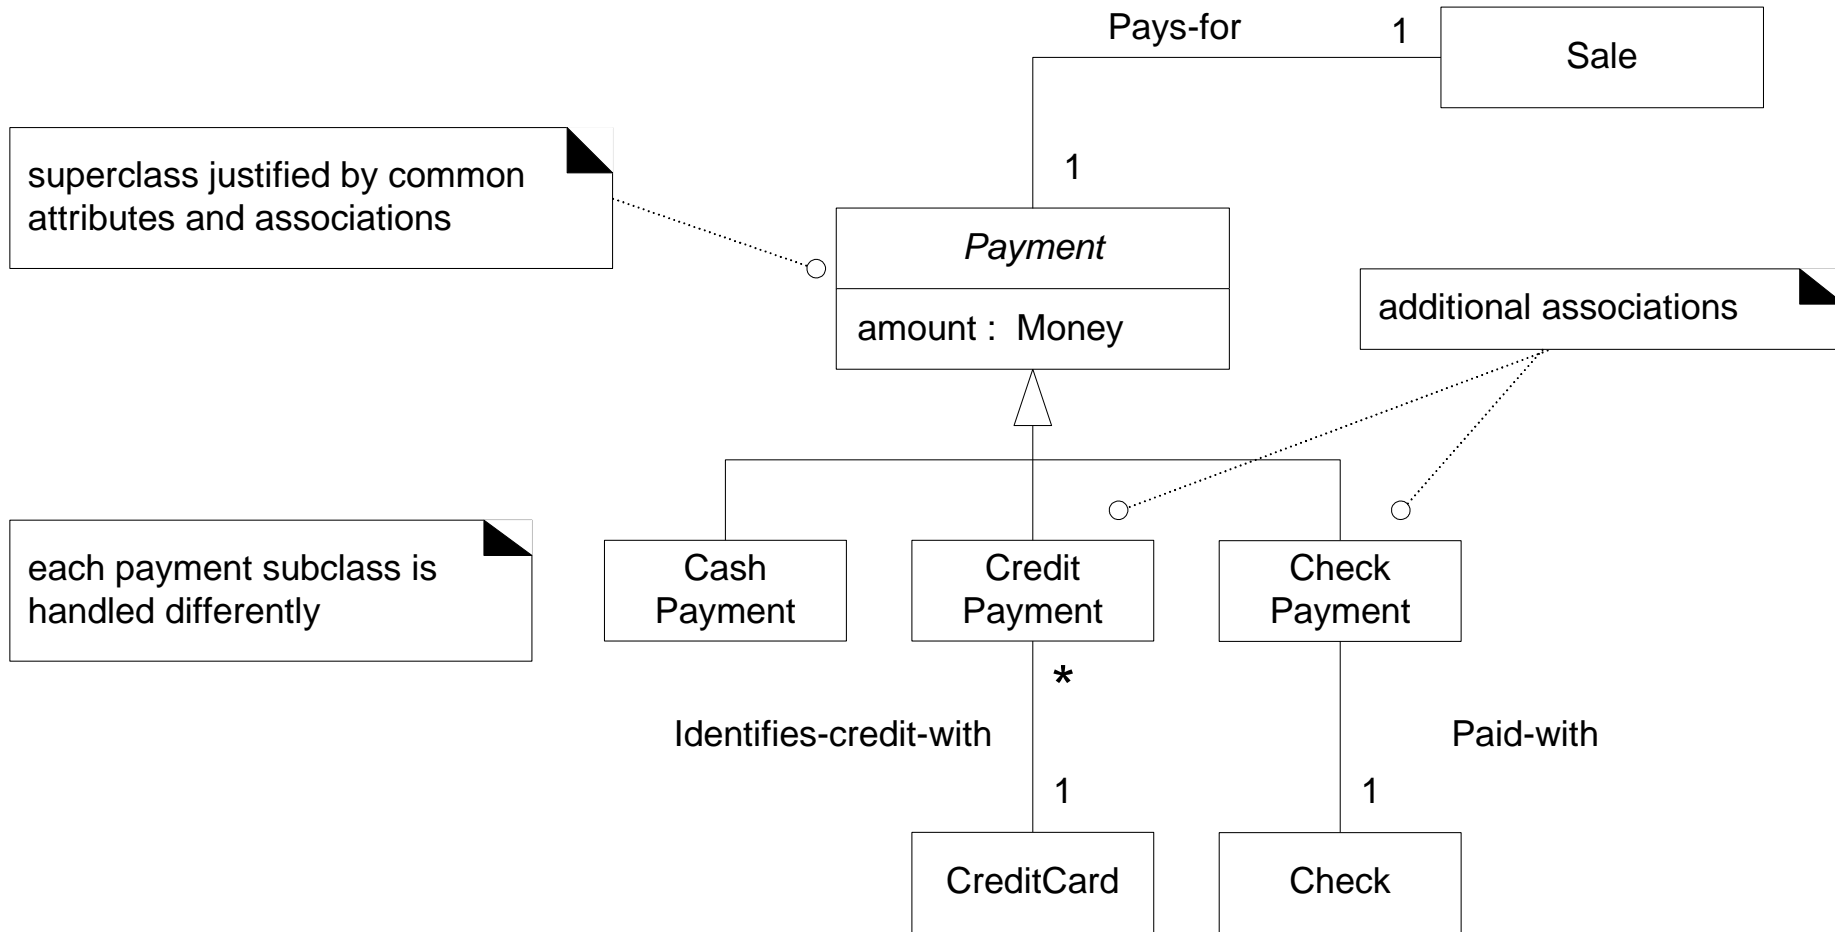 Pays-for
1
Sale
superclass justified by common
attributes and associations
1
Payment
amount :  Money
additional associations
each payment subclass is
handled differently
Cash
Payment
Credit
Payment
Check
Payment
*
Identifies-credit-with
Paid-with
1
1
CreditCard
Check